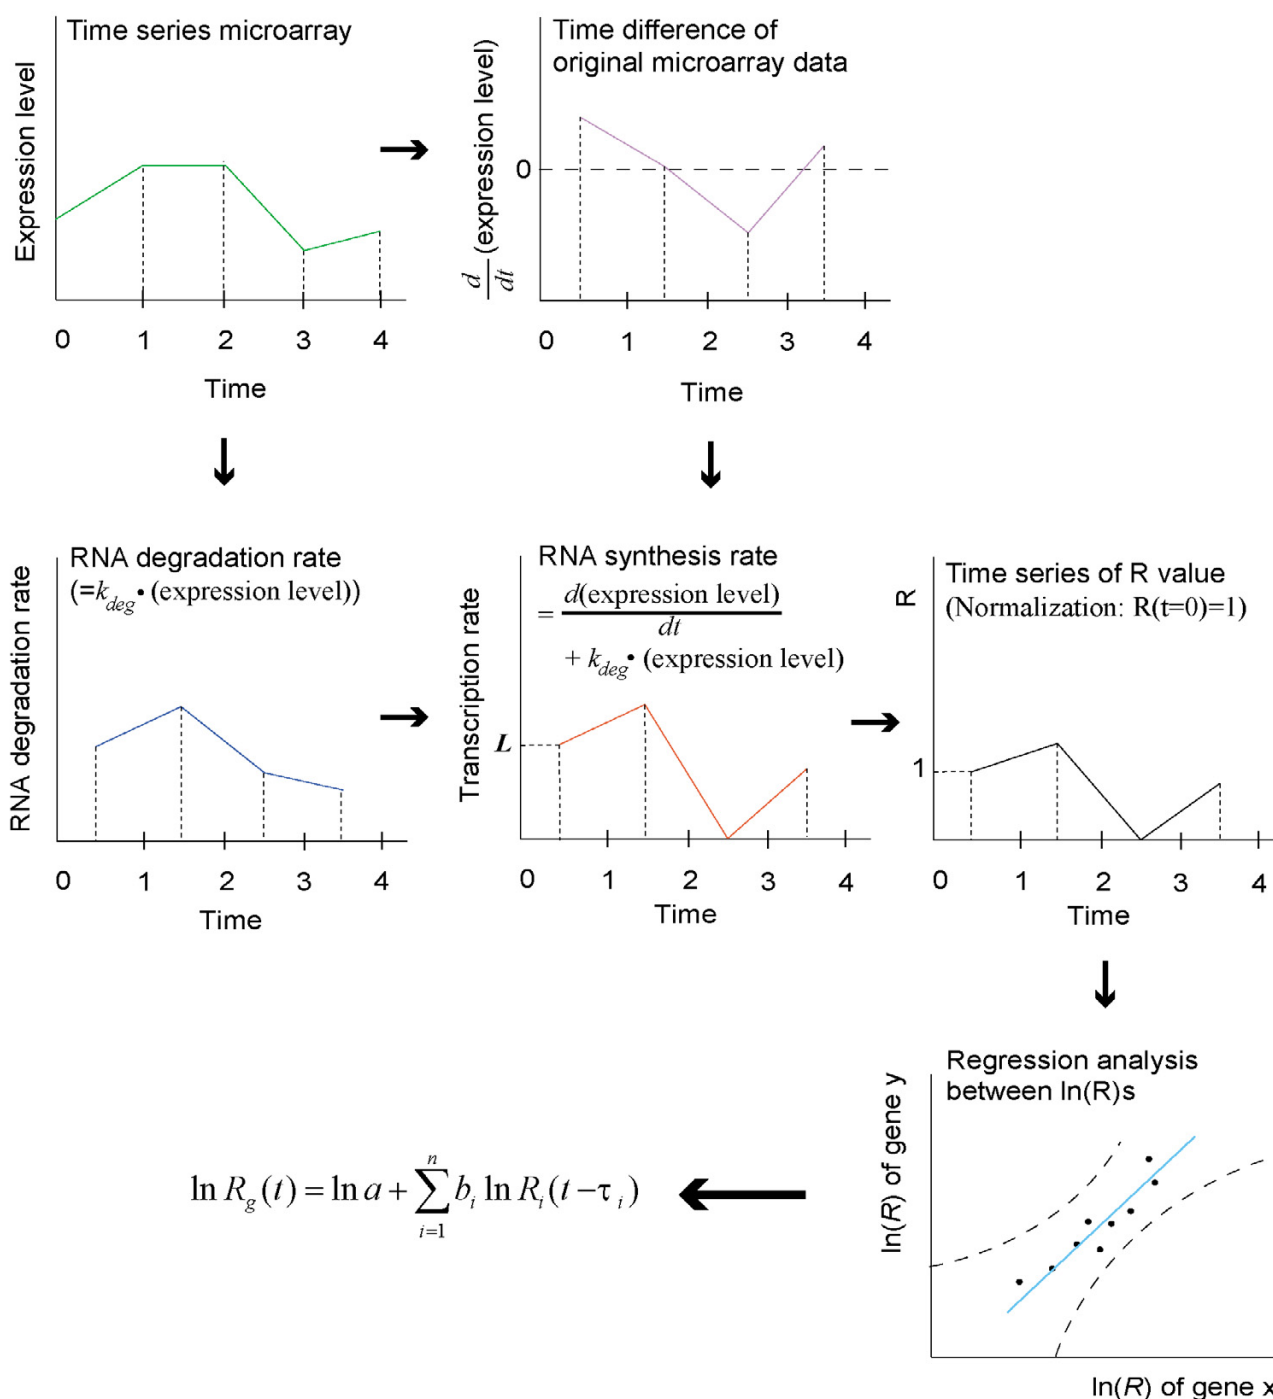 Time series microarray
Expression level
0 1 2 3 4
Time
Time difference of
original microarray data
d/dt (expression level)
0
0 1 2 3 4
Time
RNA degradation rate
(=k_deg • (expression level))
RNA degradation rate
0 1 2 3 4
Time
RNA synthesis rate
= d(expression level)/dt
+ k_deg • (expression level)
Transcription rate
L
0 1 2 3 4
Time
Time series of R value
(Normalization: R(t=0)=1)
R
1
0 1 2 3 4
Time
Regression analysis
between ln(R)s
ln(R) of gene y
ln(R) of gene x
ln R_g(t) = ln a + ∑_{i=1}^{n} b_i ln R_i(t−τ_i)